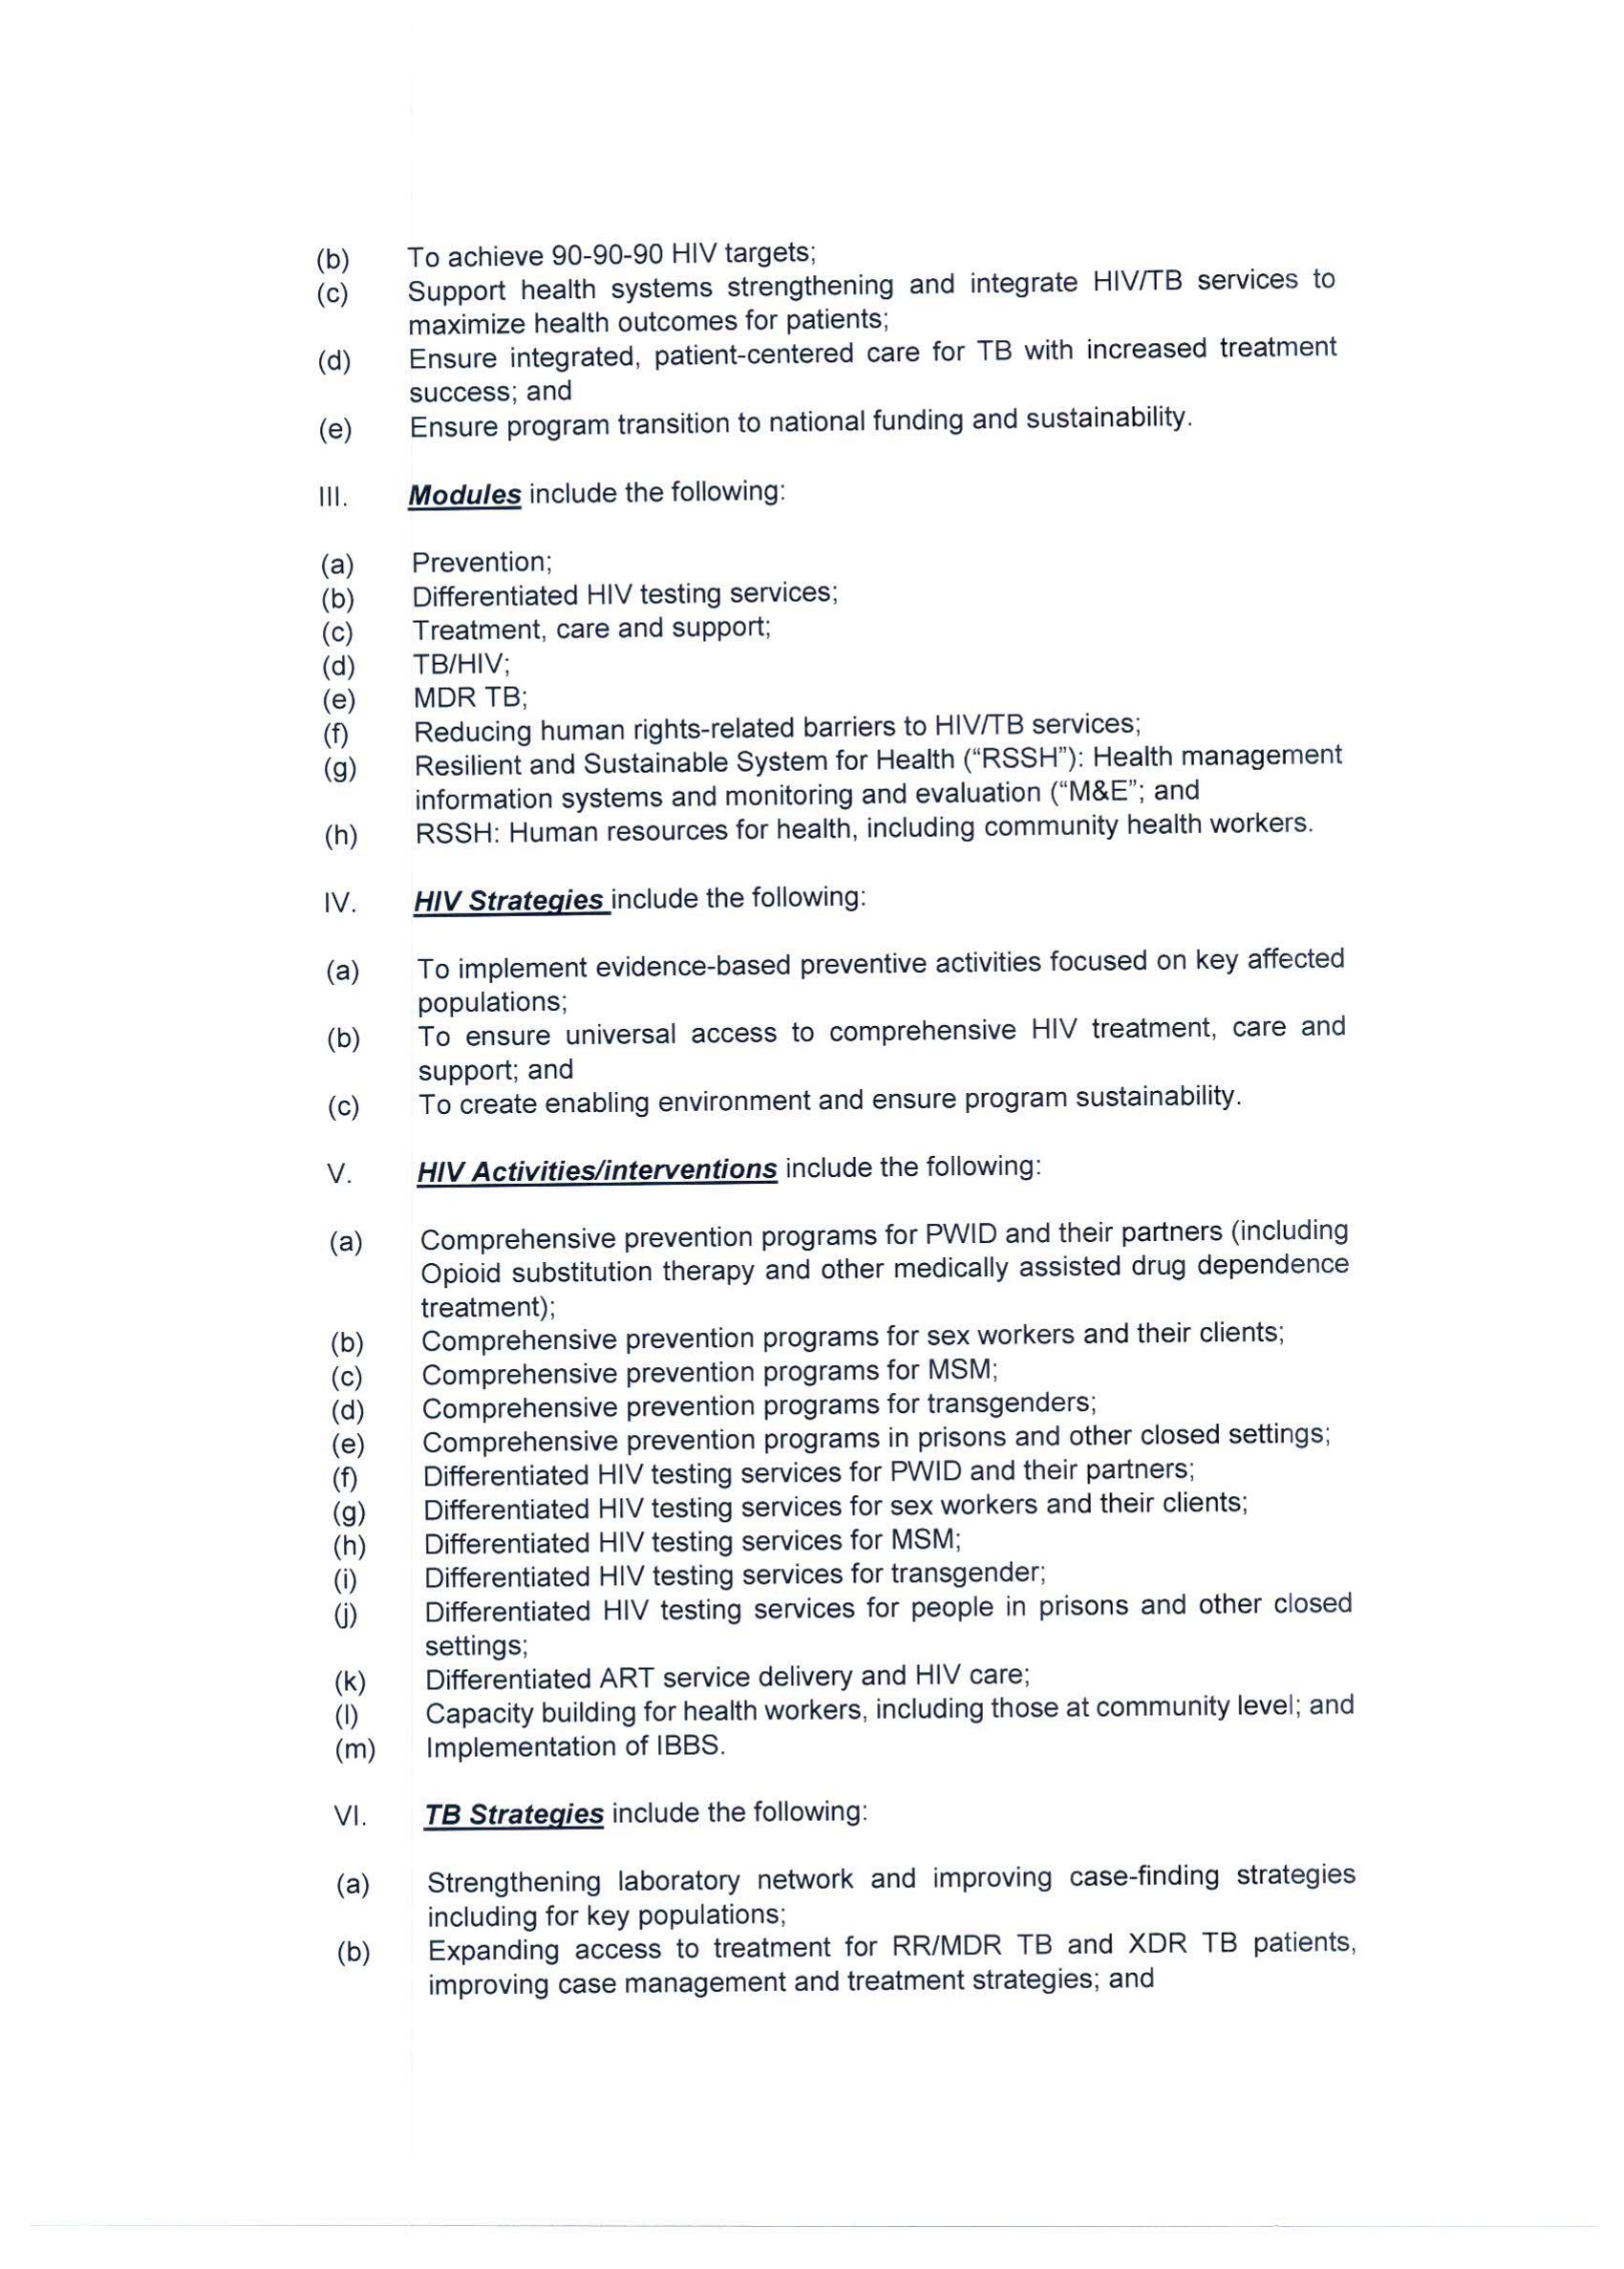 (b) To achieve 90-90-90 HIV targets;
(c) Support health systems strengthening and integrate HIV/TB services to
maximize health outcomes for patients;
(d) Ensure integrated, patient-centered care for TB with increased treatment
success; and
(e) Ensure program transition to national funding and sustainability.
III. Modules include the following:
(a) Prevention;
(b) Differentiated HIV testing services;
(c) Treatment, care and support;
(d) TB/HIV;
(e) MDR TB;
(f) Reducing human rights-related barriers to HIV/TB services;
(g) Resilient and Sustainable System for Health (“RSSH”): Health management
information systems and monitoring and evaluation (“M&E”; and
(h) RSSH: Human resources for health, including community health workers.
IV. HIV Strategies include the following:
(a) To implement evidence-based preventive activities focused on key affected
populations;
(b) To ensure universal access to comprehensive HIV treatment, care and
support; and
(c) To create enabling environment and ensure program sustainability.
V. HIV Activities/interventions include the following:
(a) Comprehensive prevention programs for PWID and their partners (including
Opioid substitution therapy and other medically assisted drug dependence
treatment);
(b) Comprehensive prevention programs for sex workers and their clients;
(c) Comprehensive prevention programs for MSM;
(d) Comprehensive prevention programs for transgenders;
(e) Comprehensive prevention programs in prisons and other closed settings;
(f) Differentiated HIV testing services for PWID and their partners;
(g) Differentiated HIV testing services for sex workers and their clients;
(h) Differentiated HIV testing services for MSM;
(i) Differentiated HIV testing services for transgender;
(j) Differentiated HIV testing services for people in prisons and other closed
settings;
(k) Differentiated ART service delivery and HIV care;
(l) Capacity building for health workers, including those at community level; and
(m) Implementation of IBBS.
VI. TB Strategies include the following:
(a) Strengthening laboratory network and improving case-finding strategies
including for key populations;
(b) Expanding access to treatment for RR/MDR TB and XDR TB patients,
improving case management and treatment strategies; and